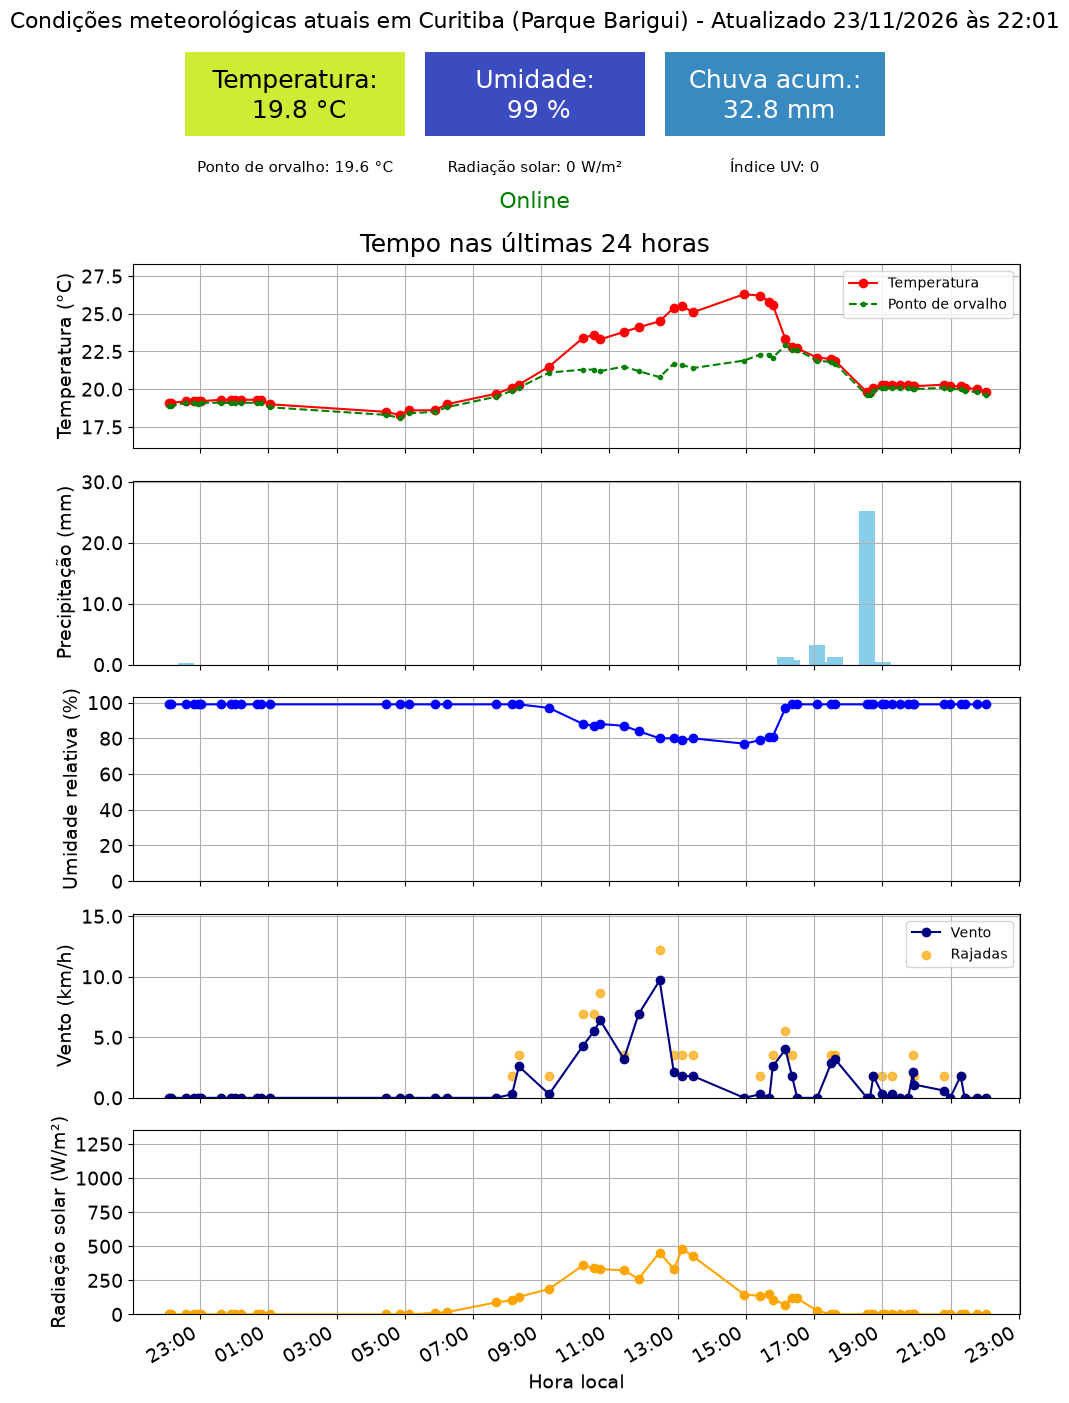 Condições meteorológicas atuais em Curitiba (Parque Barigui) - Atualizado 23/11/2026 às 22:01
Temperatura:
19.8 °C
Umidade:
99 %
Chuva acum.:
32.8 mm
Ponto de orvalho: 19.6 °C
Radiação solar: 0 W/m²
Índice UV: 0
Online
Tempo nas últimas 24 horas
Temperatura (°C)
27.5
25.0
22.5
20.0
17.5
Temperatura
Ponto de orvalho
Precipitação (mm)
30.0
20.0
10.0
0.0
Umidade relativa (%)
100
80
60
40
20
0
Vento (km/h)
15.0
10.0
5.0
0.0
Vento
Rajadas
Radiação solar (W/m²)
1250
1000
750
500
250
0
23:00
01:00
03:00
05:00
07:00
09:00
11:00
13:00
15:00
17:00
19:00
21:00
23:00
Hora local